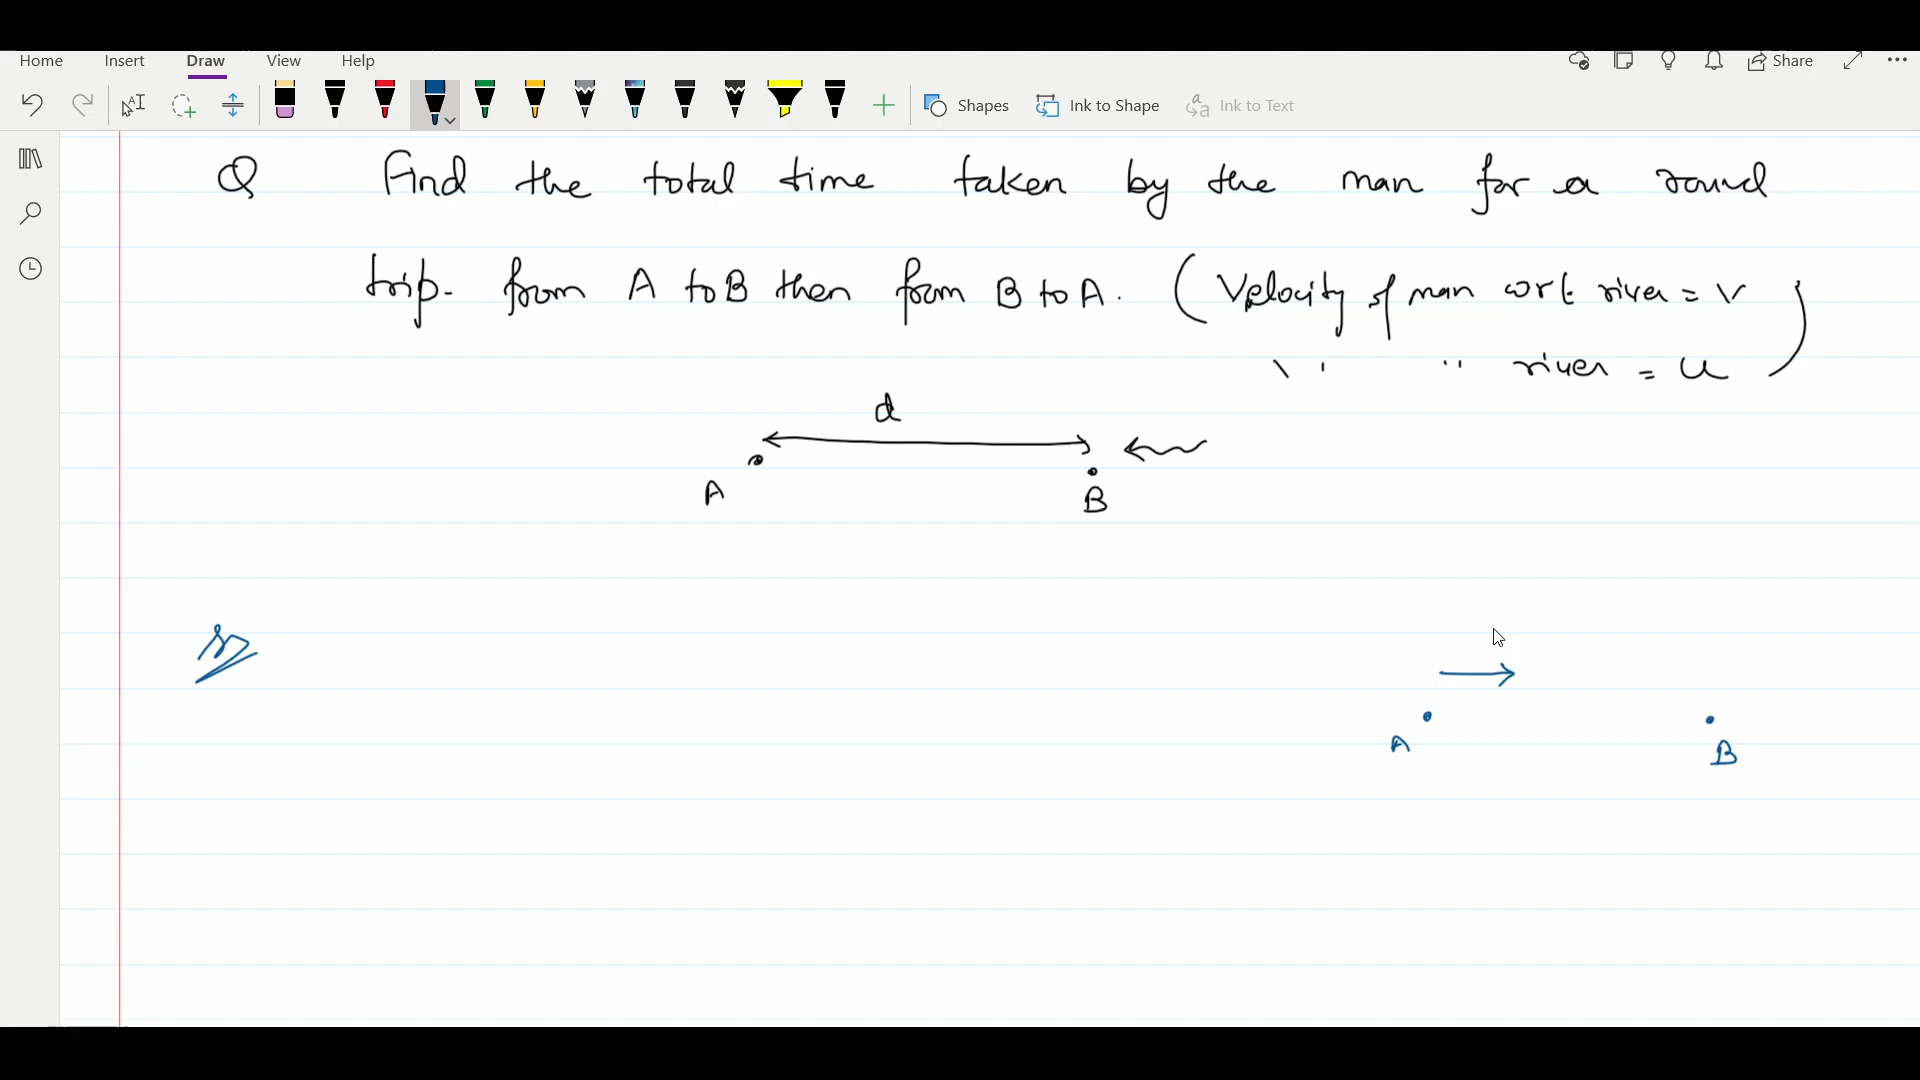 Home Insert Draw View Help Share
Shapes Ink to Shape Ink to Text
Q Find the total time taken by the man for a round
trip. from A to B then from B to A. (Velocity of man wrt river = V
" " river = u)
d
A B
A B